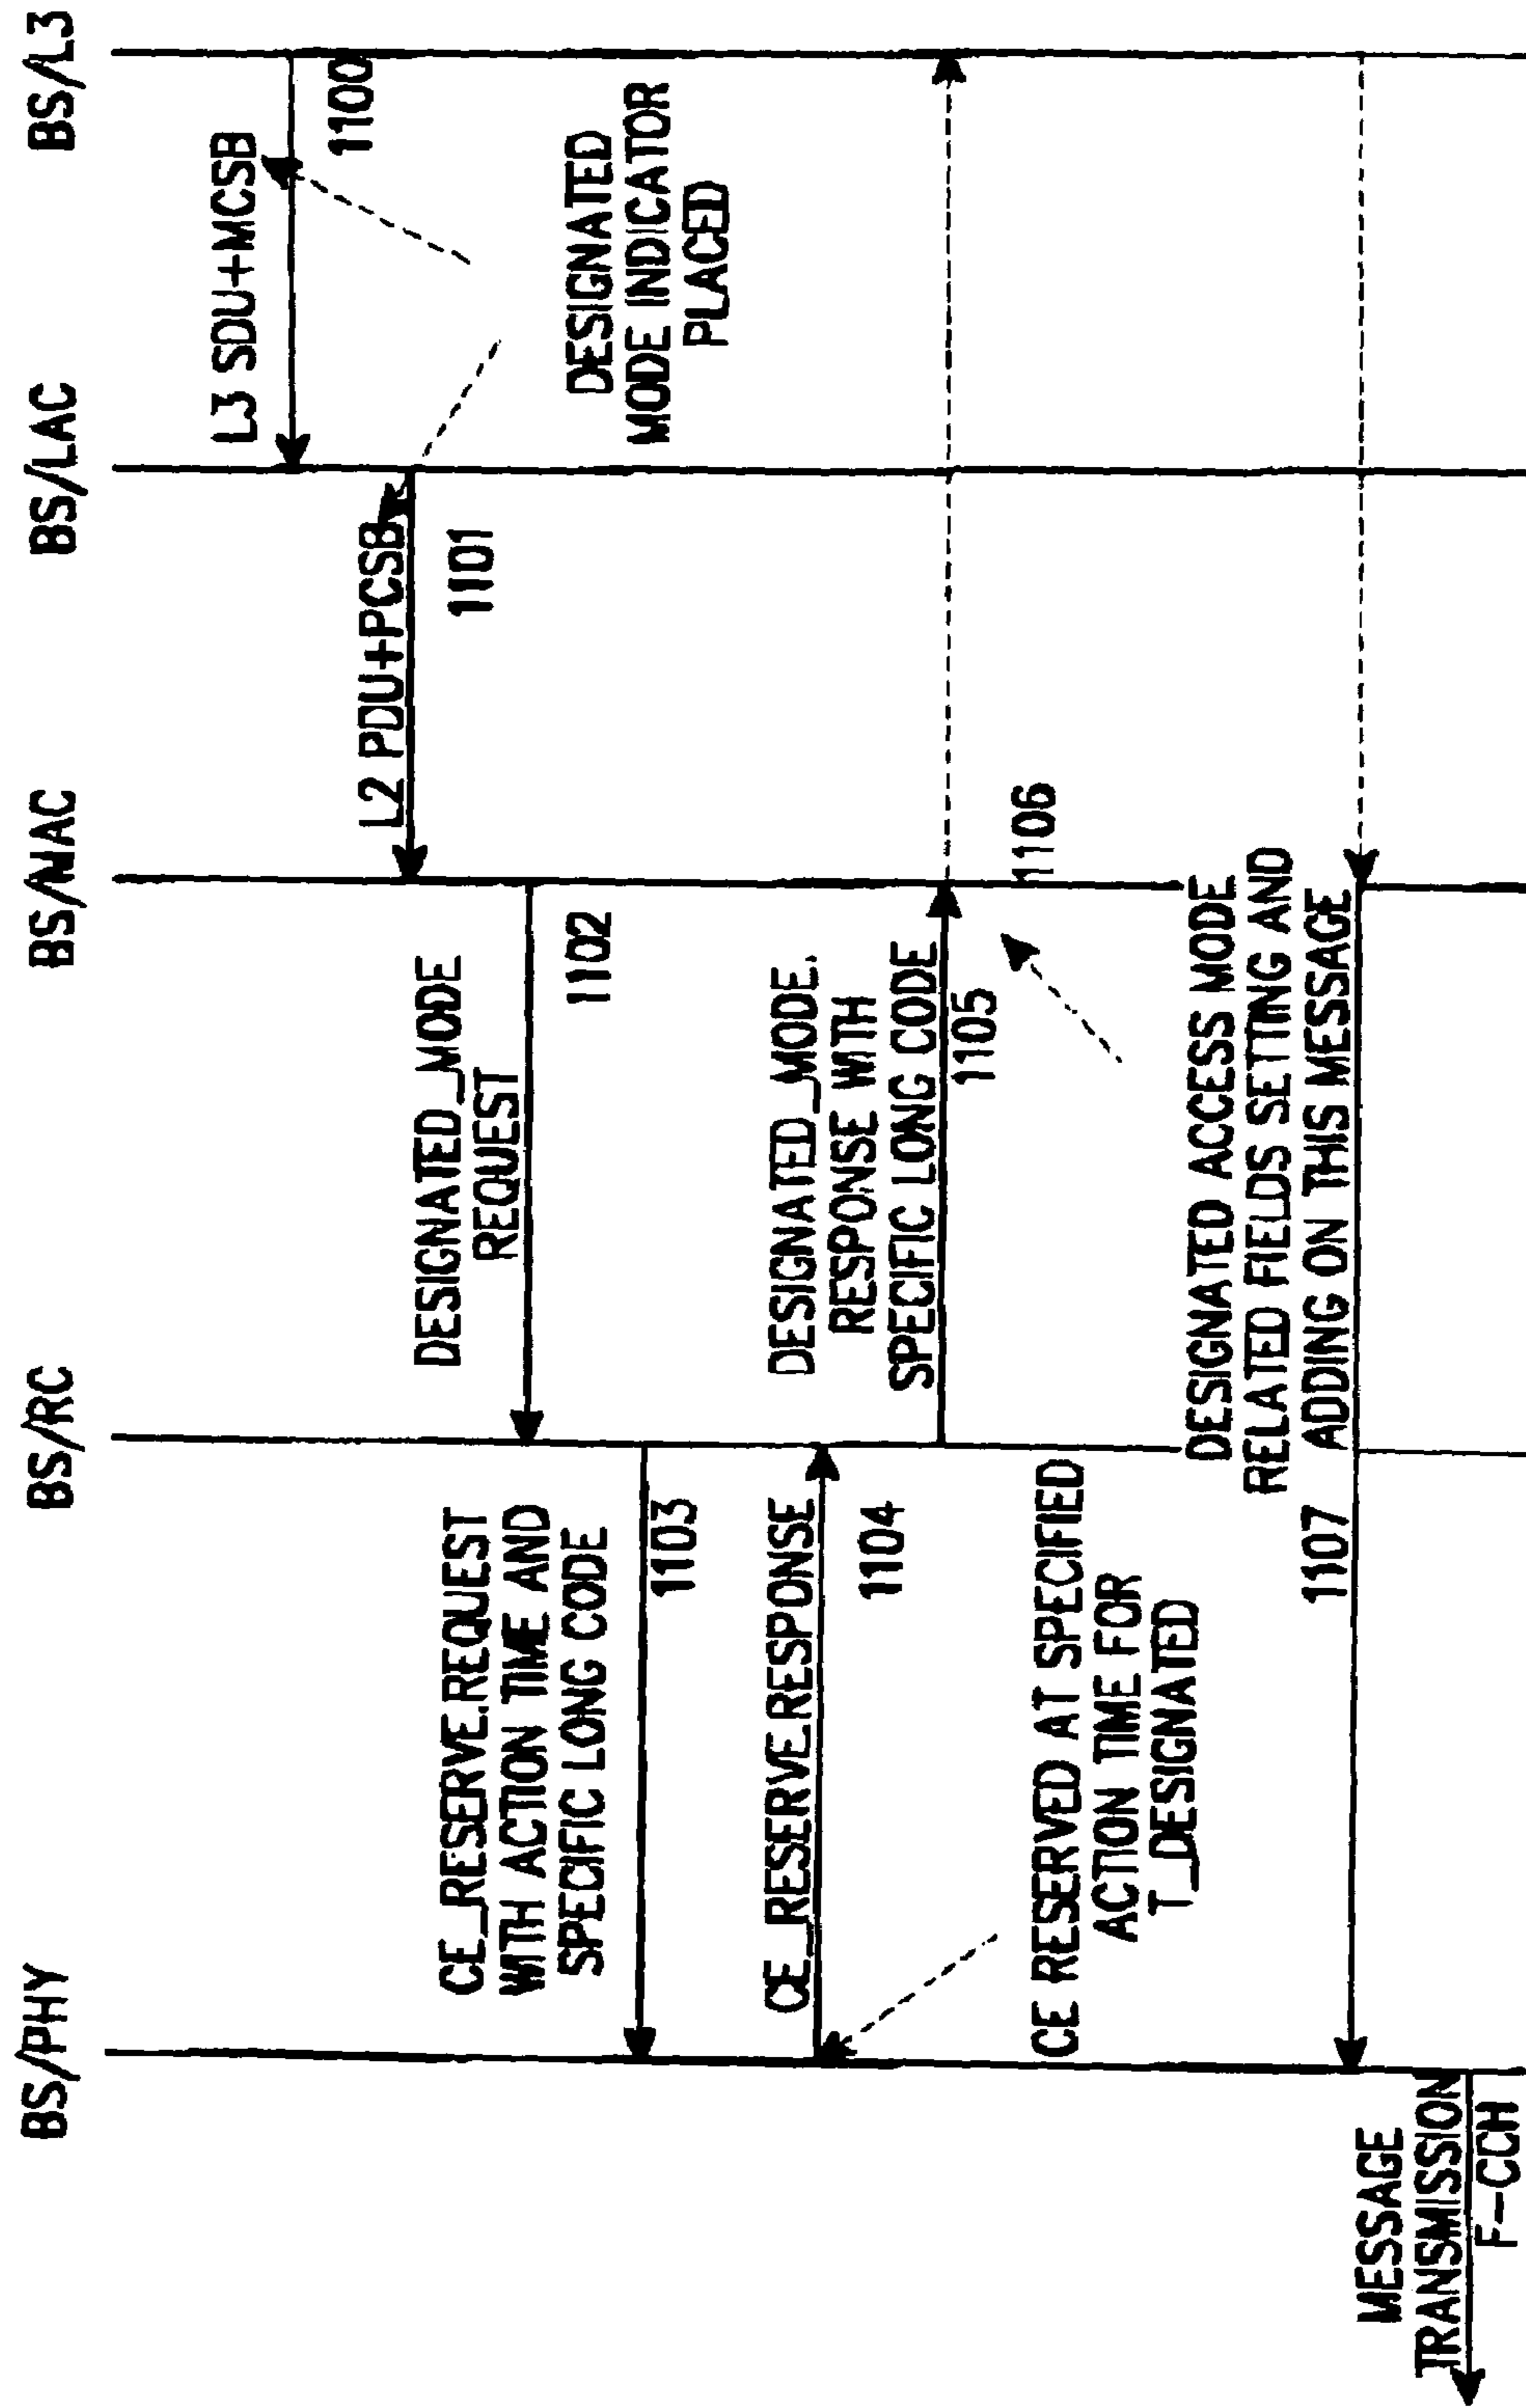 BS/PHY
BS/RC
BS/MAC
BS/LAC
BS/L3
L3 SDU+MCSB
1100
L2 PDU+PCSB
1101
DESIGNATED
MODE INDICATOR
PLACED
DESIGNATED_MODE
REQUEST
1102
CE_RESERVE.REQUEST
WITH ACTION TIME AND
SPECIFIC LONG CODE
1103
CE_RESERVE.RESPONSE
1104
DESIGNATED_MODE.
RESPONSE WITH
SPECIFIC LONG CODE
1105
1106
CE RESERVED AT SPECIFIED
ACTION TIME FOR
T_DESIGNATED
DESIGNATED ACCESS MODE
RELATED FIELDS SETTING AND
ADDING ON THIS MESSAGE
1107
MESSAGE
TRANSMISSION
F-CCH